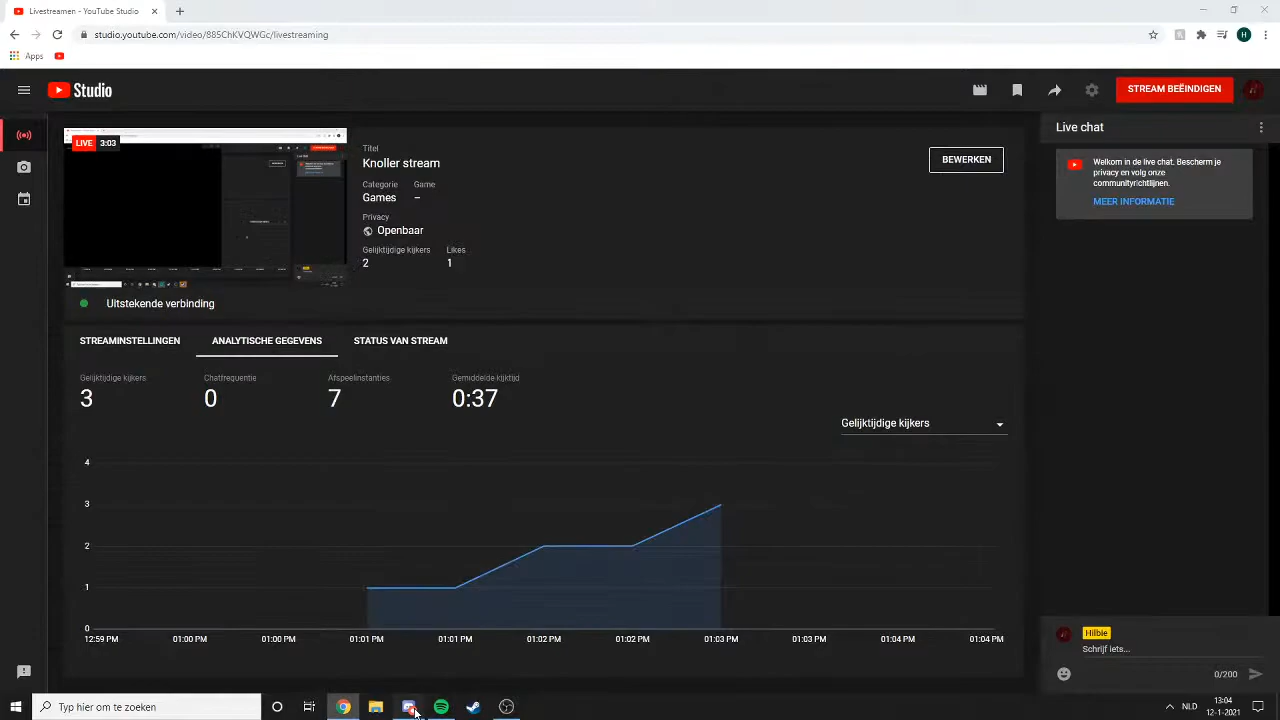 Livestreamen - YouTube Studio
studio.youtube.com/video/885ChKVQWGc/livestreaming
H
Apps
Studio
STREAM BEËINDIGEN
LIVE 3:03
Titel
Knoller stream
BEWERKEN
Categorie Game
Games –
Privacy
Openbaar
Gelijktijdige kijkers Likes
2 1
Uitstekende verbinding
Live chat
Welkom in de live chat. Bescherm je
privacy en volg onze
communityrichtlijnen.
MEER INFORMATIE
STREAMINSTELLINGEN ANALYTISCHE GEGEVENS STATUS VAN STREAM
Gelijktijdige kijkers Chatfrequentie Afspeelinstanties Gemiddelde kijktijd
3 0 7 0:37
Gelijktijdige kijkers
4
3
2
1
0
12:59 PM 01:00 PM 01:00 PM 01:01 PM 01:01 PM 01:02 PM 01:02 PM 01:03 PM 01:03 PM 01:04 PM 01:04 PM
Hilbie
Schrijf iets...
0/200
Typ hier om te zoeken
NLD
13:04
12-1-2021